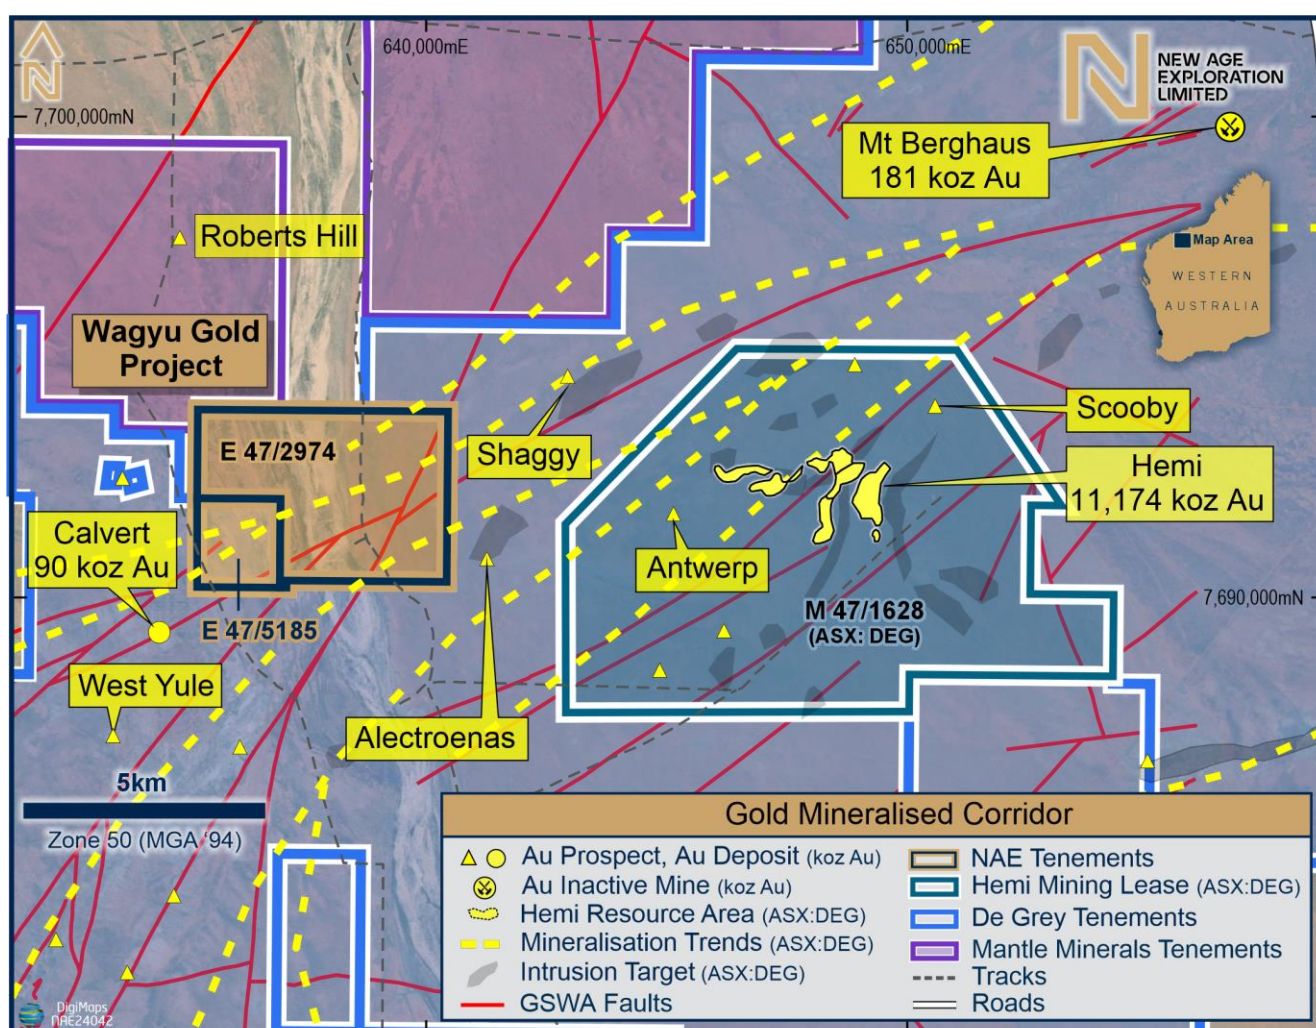 640,000mE
650,000mE
N
7,700,000mN
N
NEW AGE
EXPLORATION
LIMITED
Mt Berghaus
181 koz Au
Roberts Hill
Map Area
WESTERN
AUSTRALIA
Wagyu Gold
Project
E 47/2974
Shaggy
Scooby
Hemi
11,174 koz Au
Calvert
90 koz Au
Antwerp
7,690,000mN
M 47/1628
(ASX: DEG)
E 47/5185
West Yule
Alectroenas
5km
Zone 50 (MGA '94)
Gold Mineralised Corridor
Au Prospect, Au Deposit (koz Au)
Au Inactive Mine (koz Au)
Hemi Resource Area (ASX:DEG)
Mineralisation Trends (ASX:DEG)
Intrusion Target (ASX:DEG)
GSWA Faults
NAE Tenements
Hemi Mining Lease (ASX:DEG)
De Grey Tenements
Mantle Minerals Tenements
Tracks
Roads
DigiMaps
NAE24042